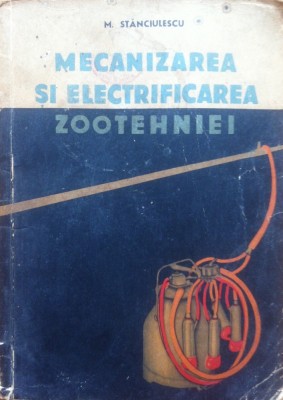 M. STĂNCIULESCU
MECANIZAREA
ȘI ELECTRIFICAREA
ZOOTEHNIEI